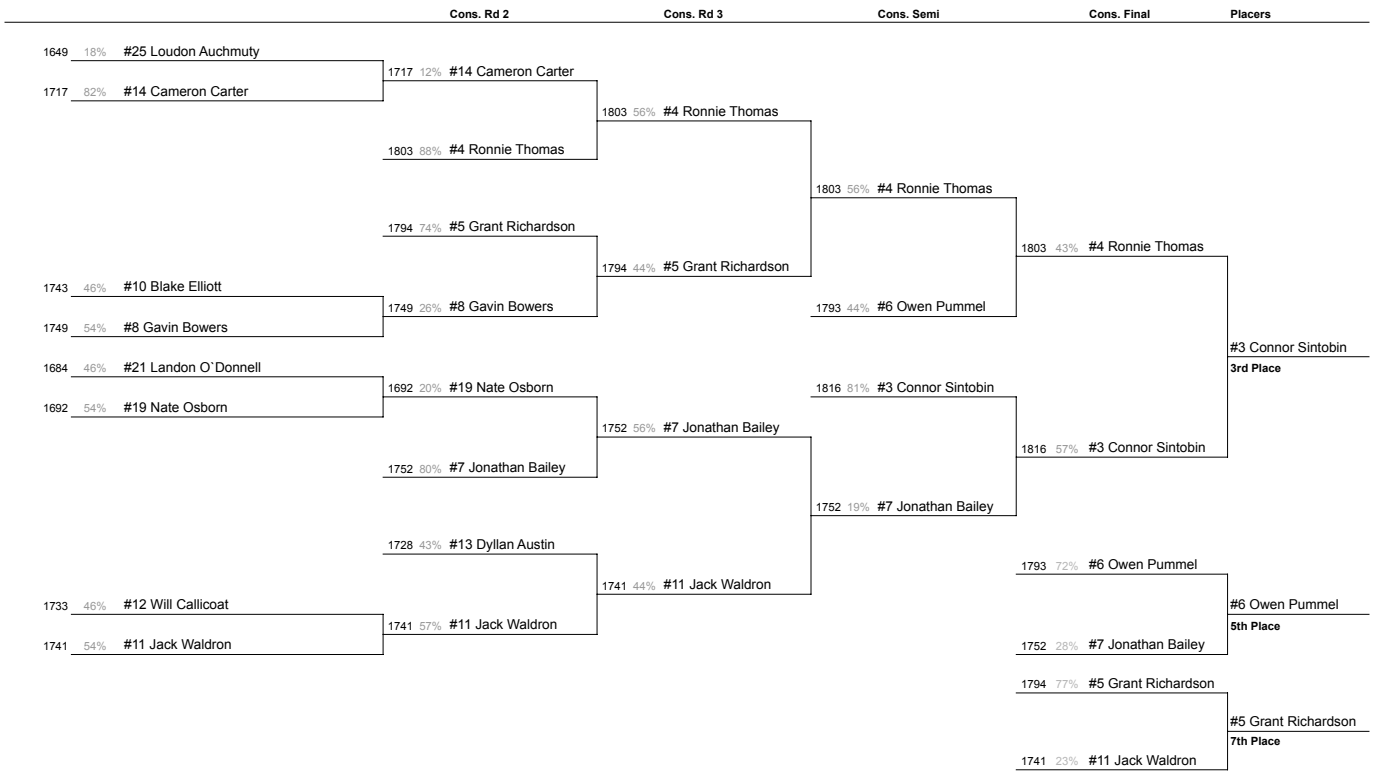 Cons. Rd 2 Cons. Rd 3 Cons. Semi Cons. Final Placers
1649 18% #25 Loudon Auchmuty
1717 12% #14 Cameron Carter
1717 82% #14 Cameron Carter
1803 56% #4 Ronnie Thomas
1803 88% #4 Ronnie Thomas
1803 56% #4 Ronnie Thomas
1794 74% #5 Grant Richardson
1803 43% #4 Ronnie Thomas
1794 44% #5 Grant Richardson
1743 46% #10 Blake Elliott
1749 26% #8 Gavin Bowers
1793 44% #6 Owen Pummel
1749 54% #8 Gavin Bowers
#3 Connor Sintobin
3rd Place
1684 46% #21 Landon O`Donnell
1692 20% #19 Nate Osborn
1816 81% #3 Connor Sintobin
1692 54% #19 Nate Osborn
1752 56% #7 Jonathan Bailey
1816 57% #3 Connor Sintobin
1752 80% #7 Jonathan Bailey
1752 19% #7 Jonathan Bailey
1728 43% #13 Dyllan Austin
1793 72% #6 Owen Pummel
1741 44% #11 Jack Waldron
1733 46% #12 Will Callicoat
#6 Owen Pummel
5th Place
1741 57% #11 Jack Waldron
1741 54% #11 Jack Waldron
1752 28% #7 Jonathan Bailey
1794 77% #5 Grant Richardson
#5 Grant Richardson
7th Place
1741 23% #11 Jack Waldron